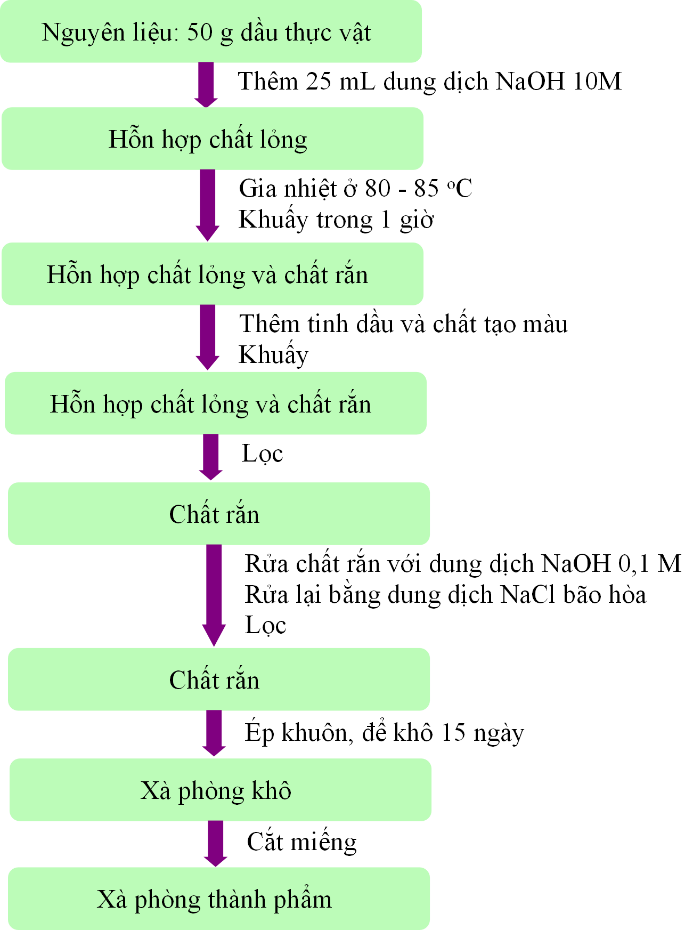 Nguyên liệu: 50 g dầu thực vật
Thêm 25 mL dung dịch NaOH 10M
Hỗn hợp chất lỏng
Gia nhiệt ở 80 - 85 °C
Khuấy trong 1 giờ
Hỗn hợp chất lỏng và chất rắn
Thêm tinh dầu và chất tạo màu
Khuấy
Hỗn hợp chất lỏng và chất rắn
Lọc
Chất rắn
Rửa chất rắn với dung dịch NaOH 0,1 M
Rửa lại bằng dung dịch NaCl bão hòa
Lọc
Chất rắn
Ép khuôn, để khô 15 ngày
Xà phòng khô
Cắt miếng
Xà phòng thành phẩm